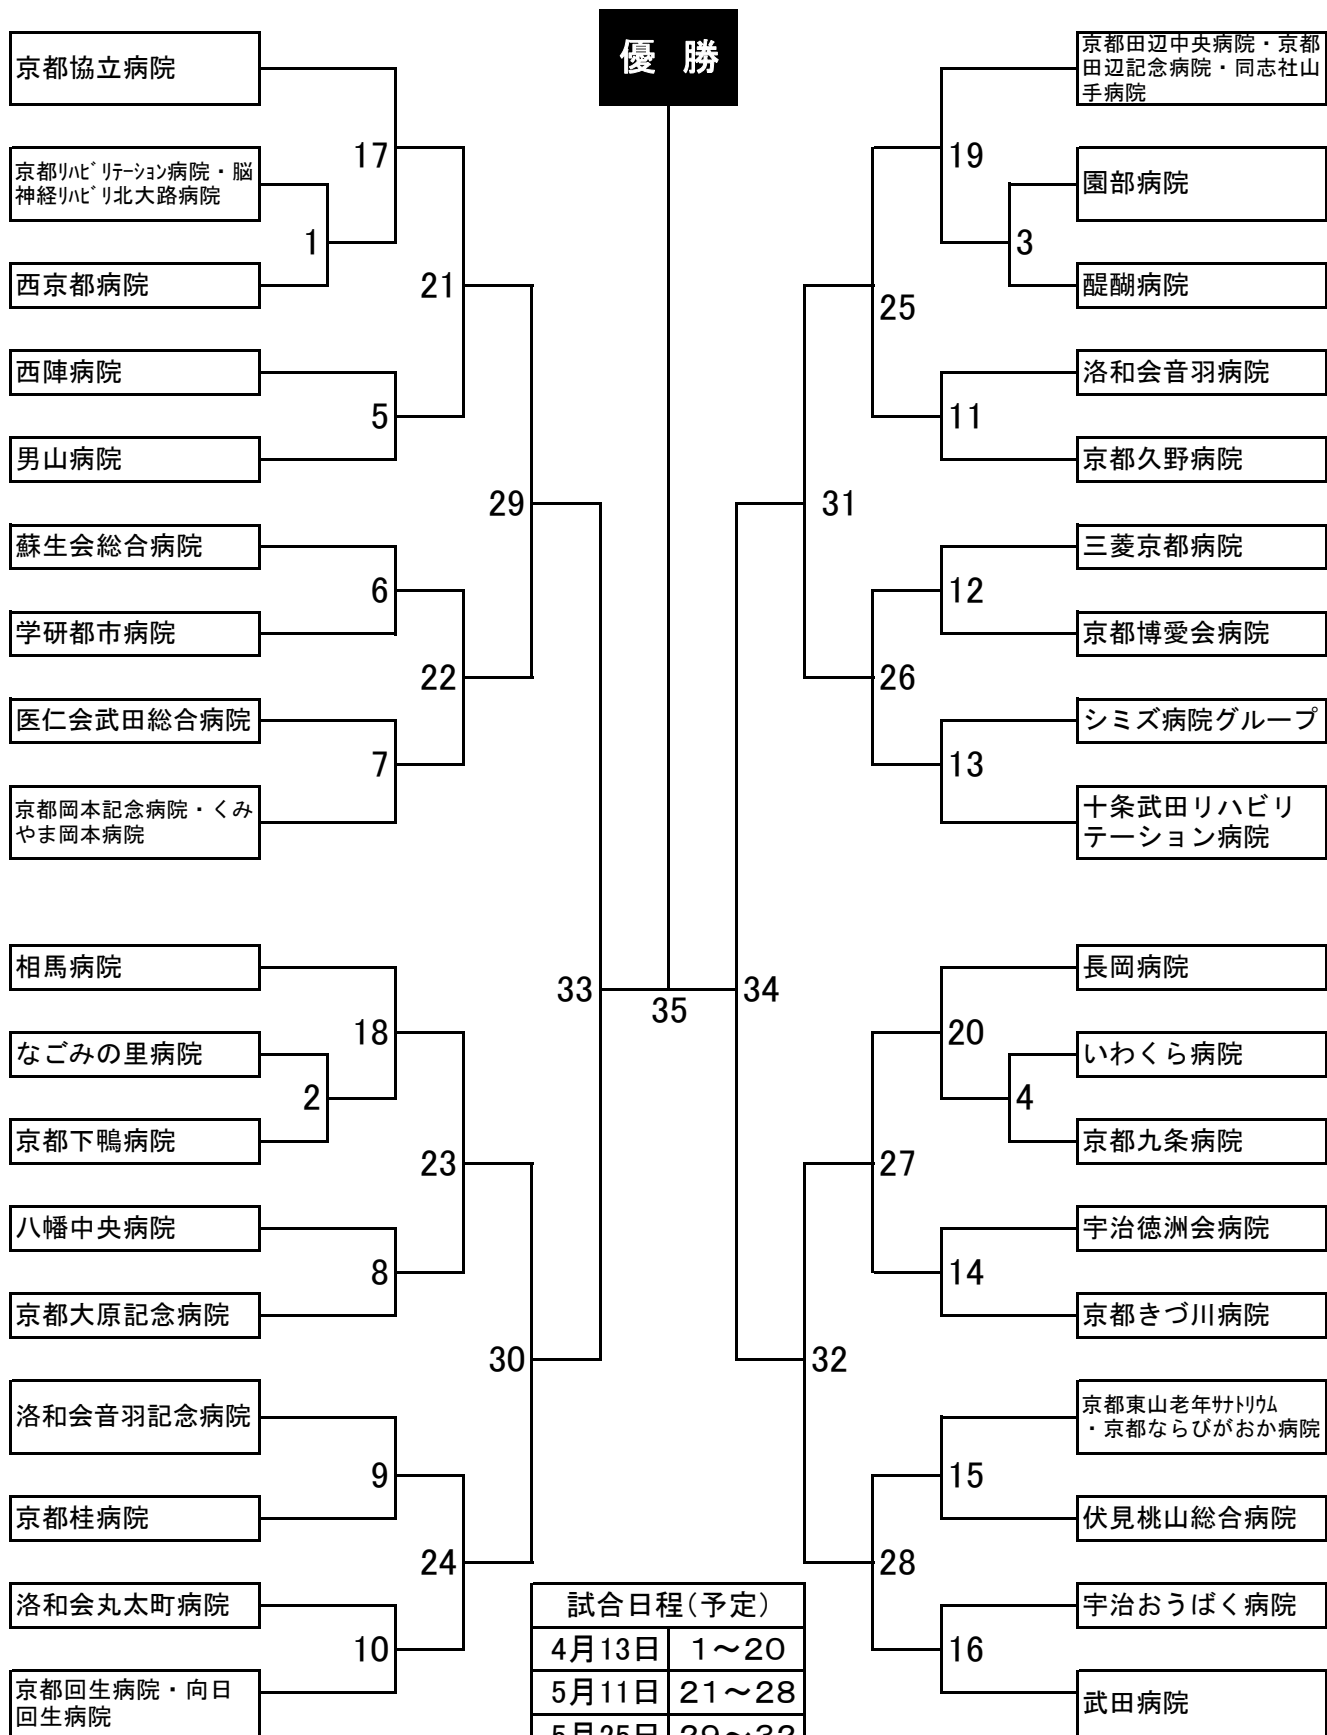 優 勝
京都協立病院
17
京都ﾘﾊﾋﾞﾘﾃｰｼｮﾝ病院・脳
神経ﾘﾊﾋﾞﾘ北大路病院
1
西京都病院
21
西陣病院
5
男山病院
29
蘇生会総合病院
6
学研都市病院
22
医仁会武田総合病院
7
京都岡本記念病院・くみ
やま岡本病院
33
相馬病院
18
なごみの里病院
2
京都下鴨病院
23
八幡中央病院
8
京都大原記念病院
30
洛和会音羽記念病院
9
京都桂病院
24
洛和会丸太町病院
10
京都回生病院・向日
回生病院
35
京都田辺中央病院・京都
田辺記念病院・同志社山
手病院
19
園部病院
3
醍醐病院
25
洛和会音羽病院
11
京都久野病院
31
三菱京都病院
12
京都博愛会病院
26
シミズ病院グループ
13
十条武田リハビリ
テーション病院
34
長岡病院
20
いわくら病院
4
京都九条病院
27
宇治徳洲会病院
14
京都きづ川病院
32
京都東山老年ｻﾅﾄﾘｳﾑ
・京都ならびがおか病院
15
伏見桃山総合病院
28
宇治おうばく病院
16
武田病院
試合日程(予定)
4月13日 1～20
5月11日 21～28
5月25日 29～32